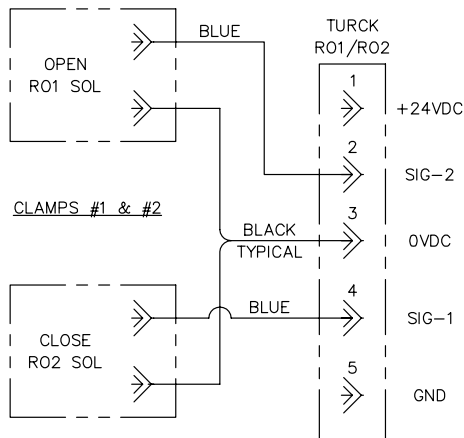 OPEN
RO1 SOL
BLUE
TURCK
RO1/RO2
1
+24VDC
2
SIG-2
CLAMPS #1 & #2
BLACK
TYPICAL
3
0VDC
CLOSE
RO2 SOL
BLUE
4
SIG-1
5
GND